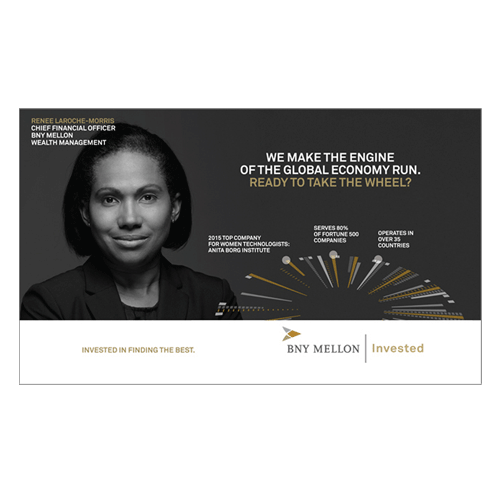 RENEE LAROCHE-MORRIS
CHIEF FINANCIAL OFFICER
BNY MELLON
WEALTH MANAGEMENT
WE MAKE THE ENGINE
OF THE GLOBAL ECONOMY RUN.
READY TO TAKE THE WHEEL?
2015 TOP COMPANY
FOR WOMEN TECHNOLOGISTS:
ANITA BORG INSTITUTE
SERVES 80%
OF FORTUNE 500
COMPANIES
OPERATES IN
OVER 35
COUNTRIES
INVESTED IN FINDING THE BEST.
BNY MELLON
Invested